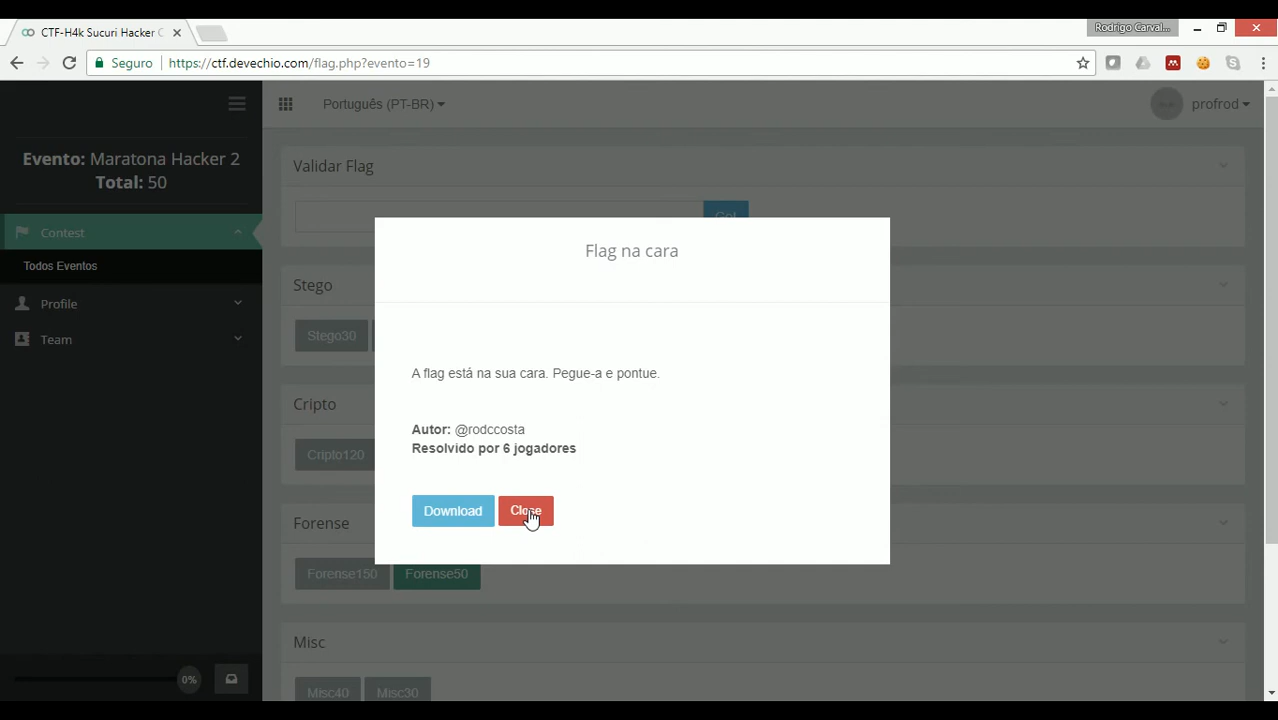 CTF-H4k Sucuri Hacker C
Rodrigo Carval...
Seguro
https://ctf.devechio.com/flag.php?evento=19
Evento: Maratona Hacker 2
Total: 50
Contest
Todos Eventos
Profile
Team
0%
Português (PT-BR)
profrod
Validar Flag
Go!
Flag na cara
A flag está na sua cara. Pegue-a e pontue.
Autor: @rodccosta
Resolvido por 6 jogadores
Download
Close
Stego
Stego30
Cripto
Cripto120
Forense
Forense150
Forense50
Misc
Misc40
Misc30